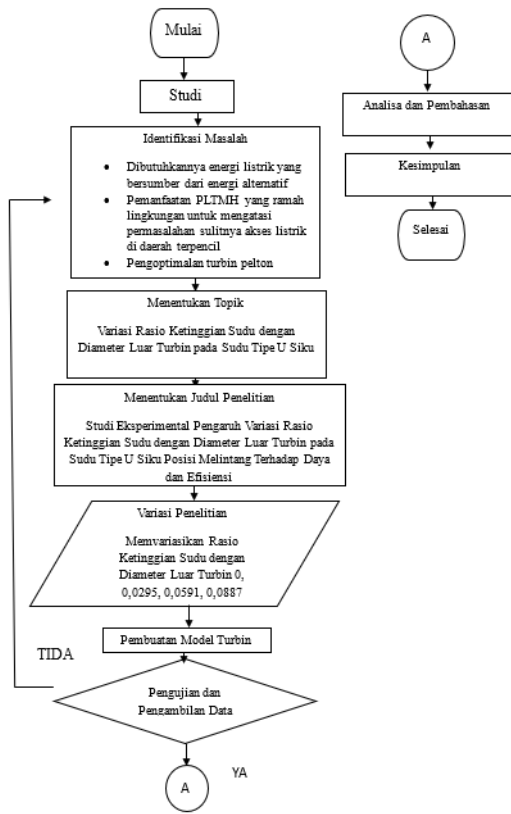 Mulai
Studi
Identifikasi Masalah
• Dibutuhkannya energi listrik yang
bersumber dari energi alternatif
• Pemanfaatan PLTMH yang ramah
lingkungan untuk mengatasi
permasalahan sulitnya akses listrik
di daerah terpencil
• Pengoptimalan turbin pelton
Menentukan Topik
Variasi Rasio Ketinggian Sudu dengan
Diameter Luar Turbin pada Sudu Tipe U Siku
Menentukan Judul Penelitian
Studi Eksperimental Pengaruh Variasi Rasio
Ketinggian Sudu dengan Diameter Luar Turbin pada
Sudu Tipe U Siku Posisi Melintang Terhadap Daya
dan Efisiensi
Variasi Penelitian
Memvariasikan Rasio
Ketinggian Sudu dengan
Diameter Luar Turbin 0,
0,0295, 0,0591, 0,0887
Pembuatan Model Turbin
TIDA
Pengujian dan
Pengambilan Data
YA
A
A
Analisa dan Pembahasan
Kesimpulan
Selesai